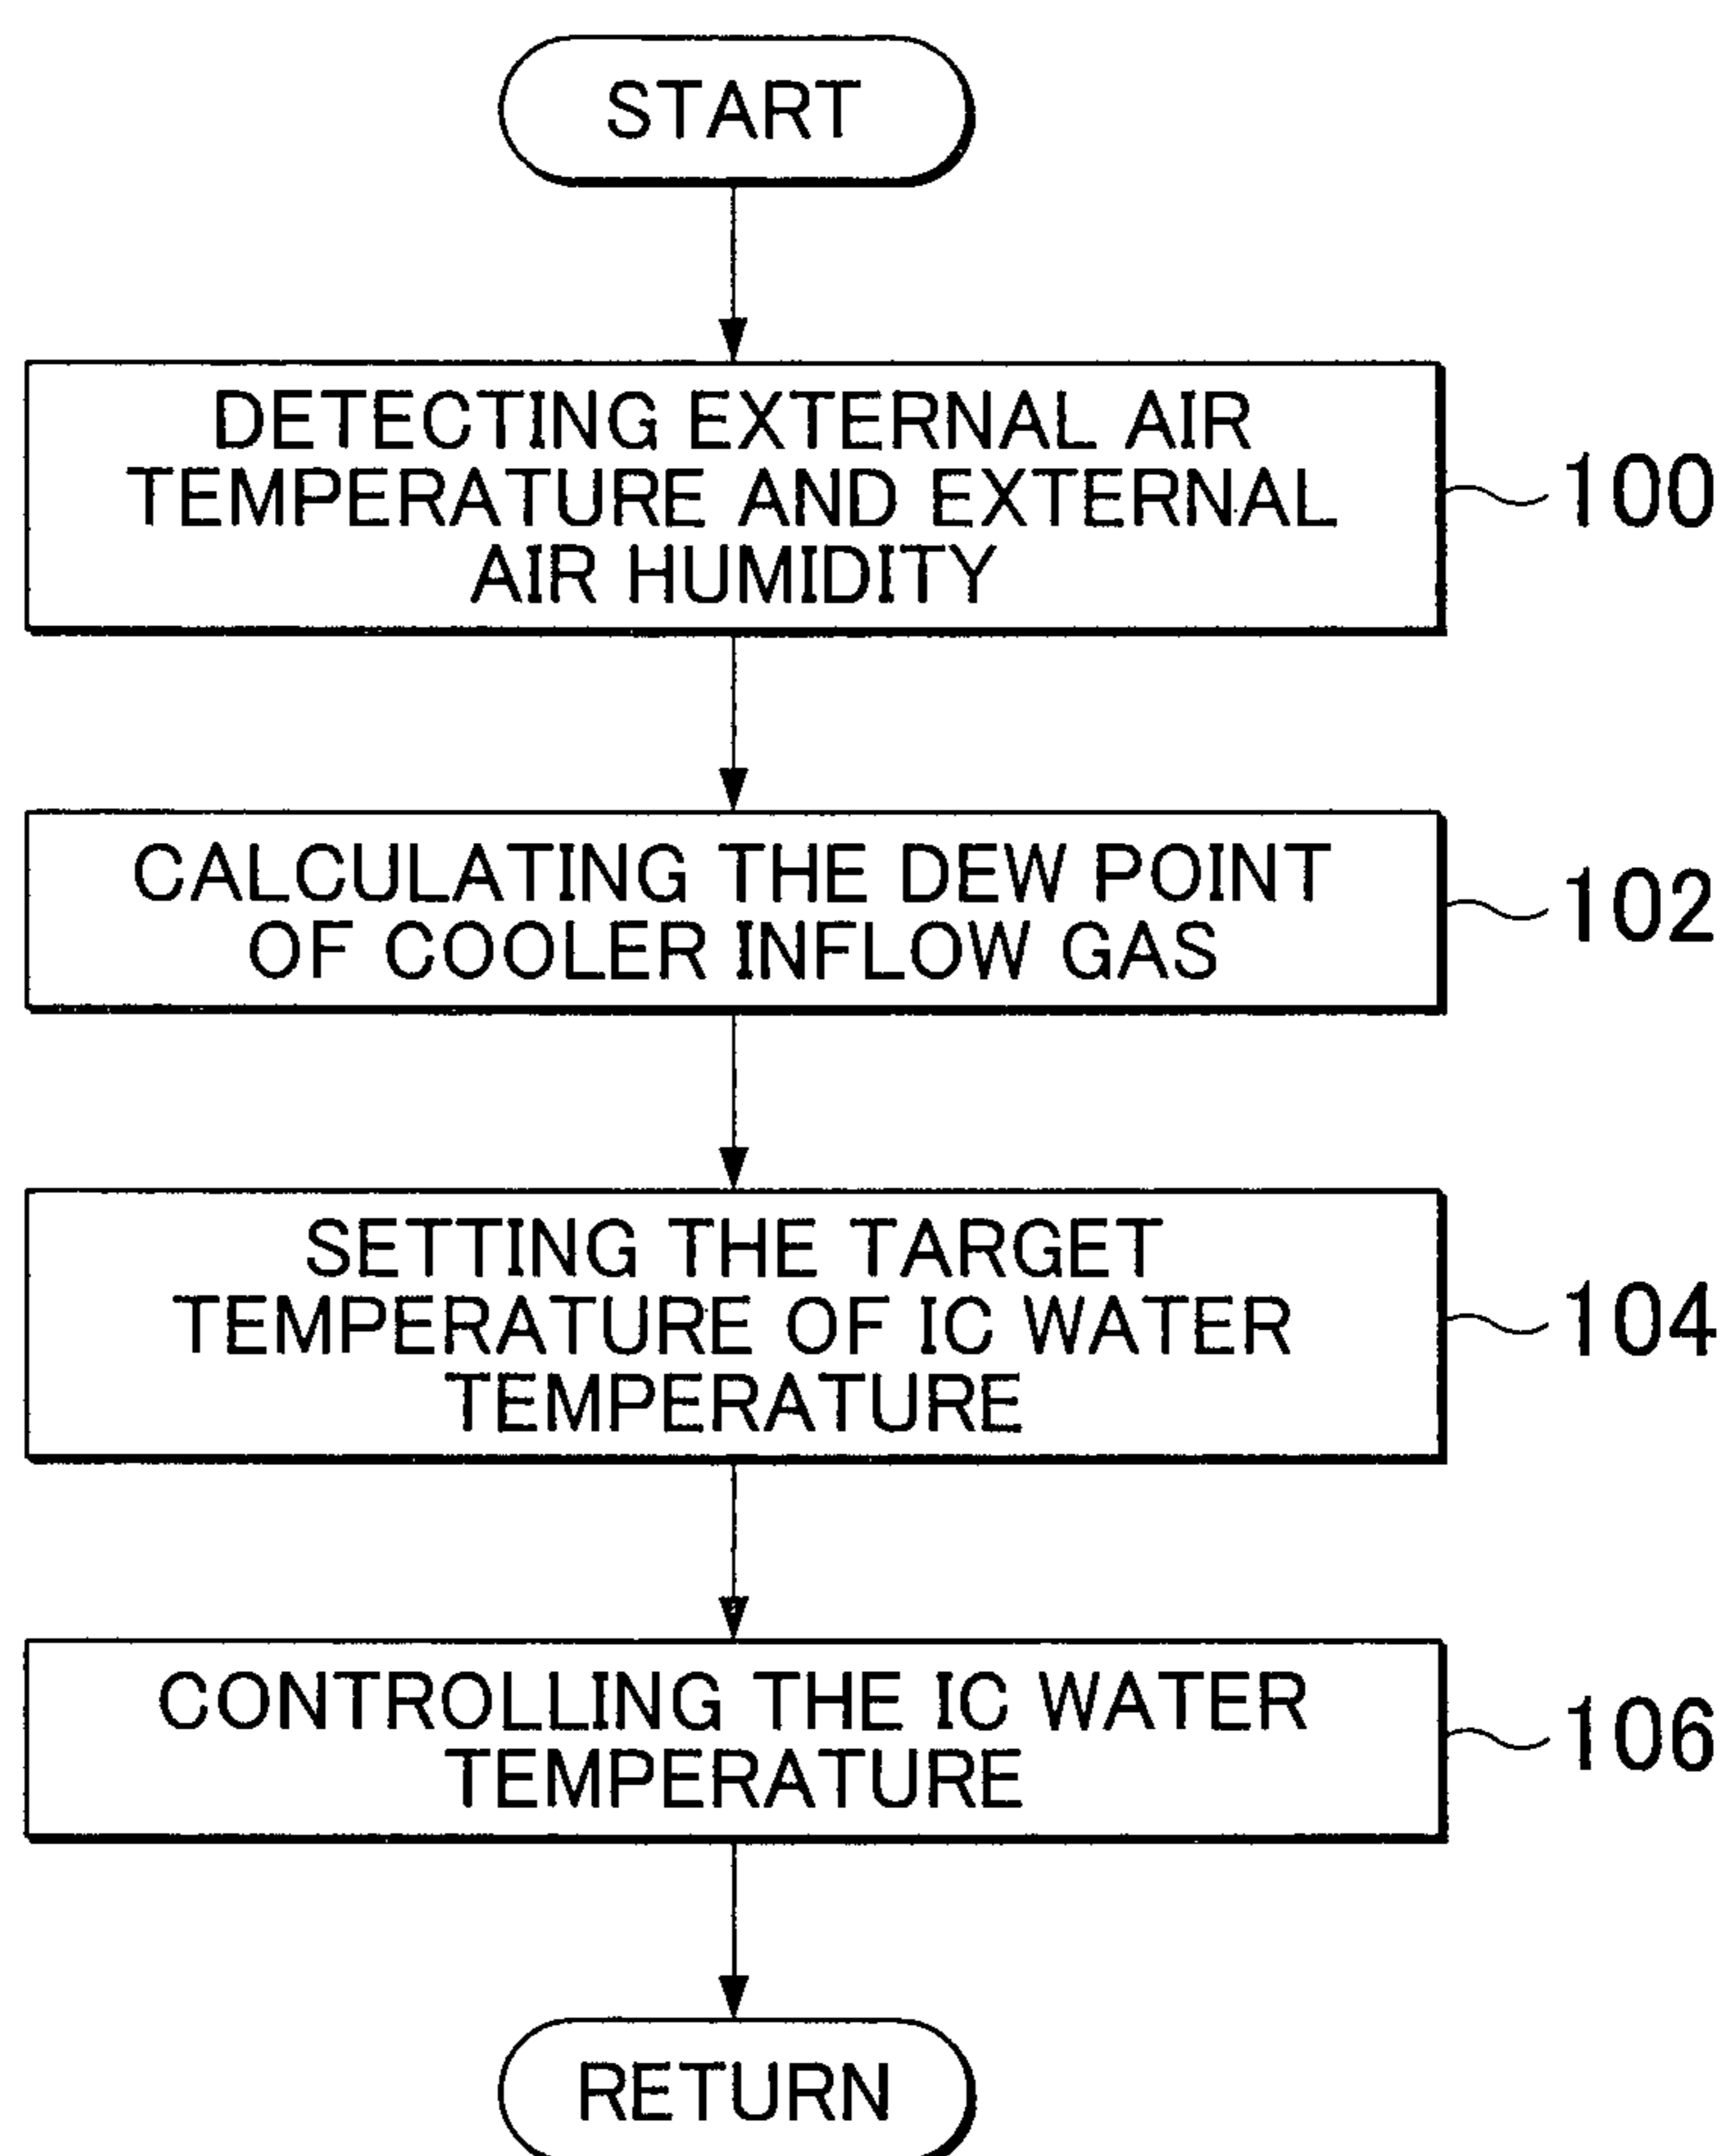 START
DETECTING EXTERNAL AIR
TEMPERATURE AND EXTERNAL
AIR HUMIDITY
100
CALCULATING THE DEW POINT
OF COOLER INFLOW GAS
102
SETTING THE TARGET
TEMPERATURE OF IC WATER
TEMPERATURE
104
CONTROLLING THE IC WATER
TEMPERATURE
106
RETURN